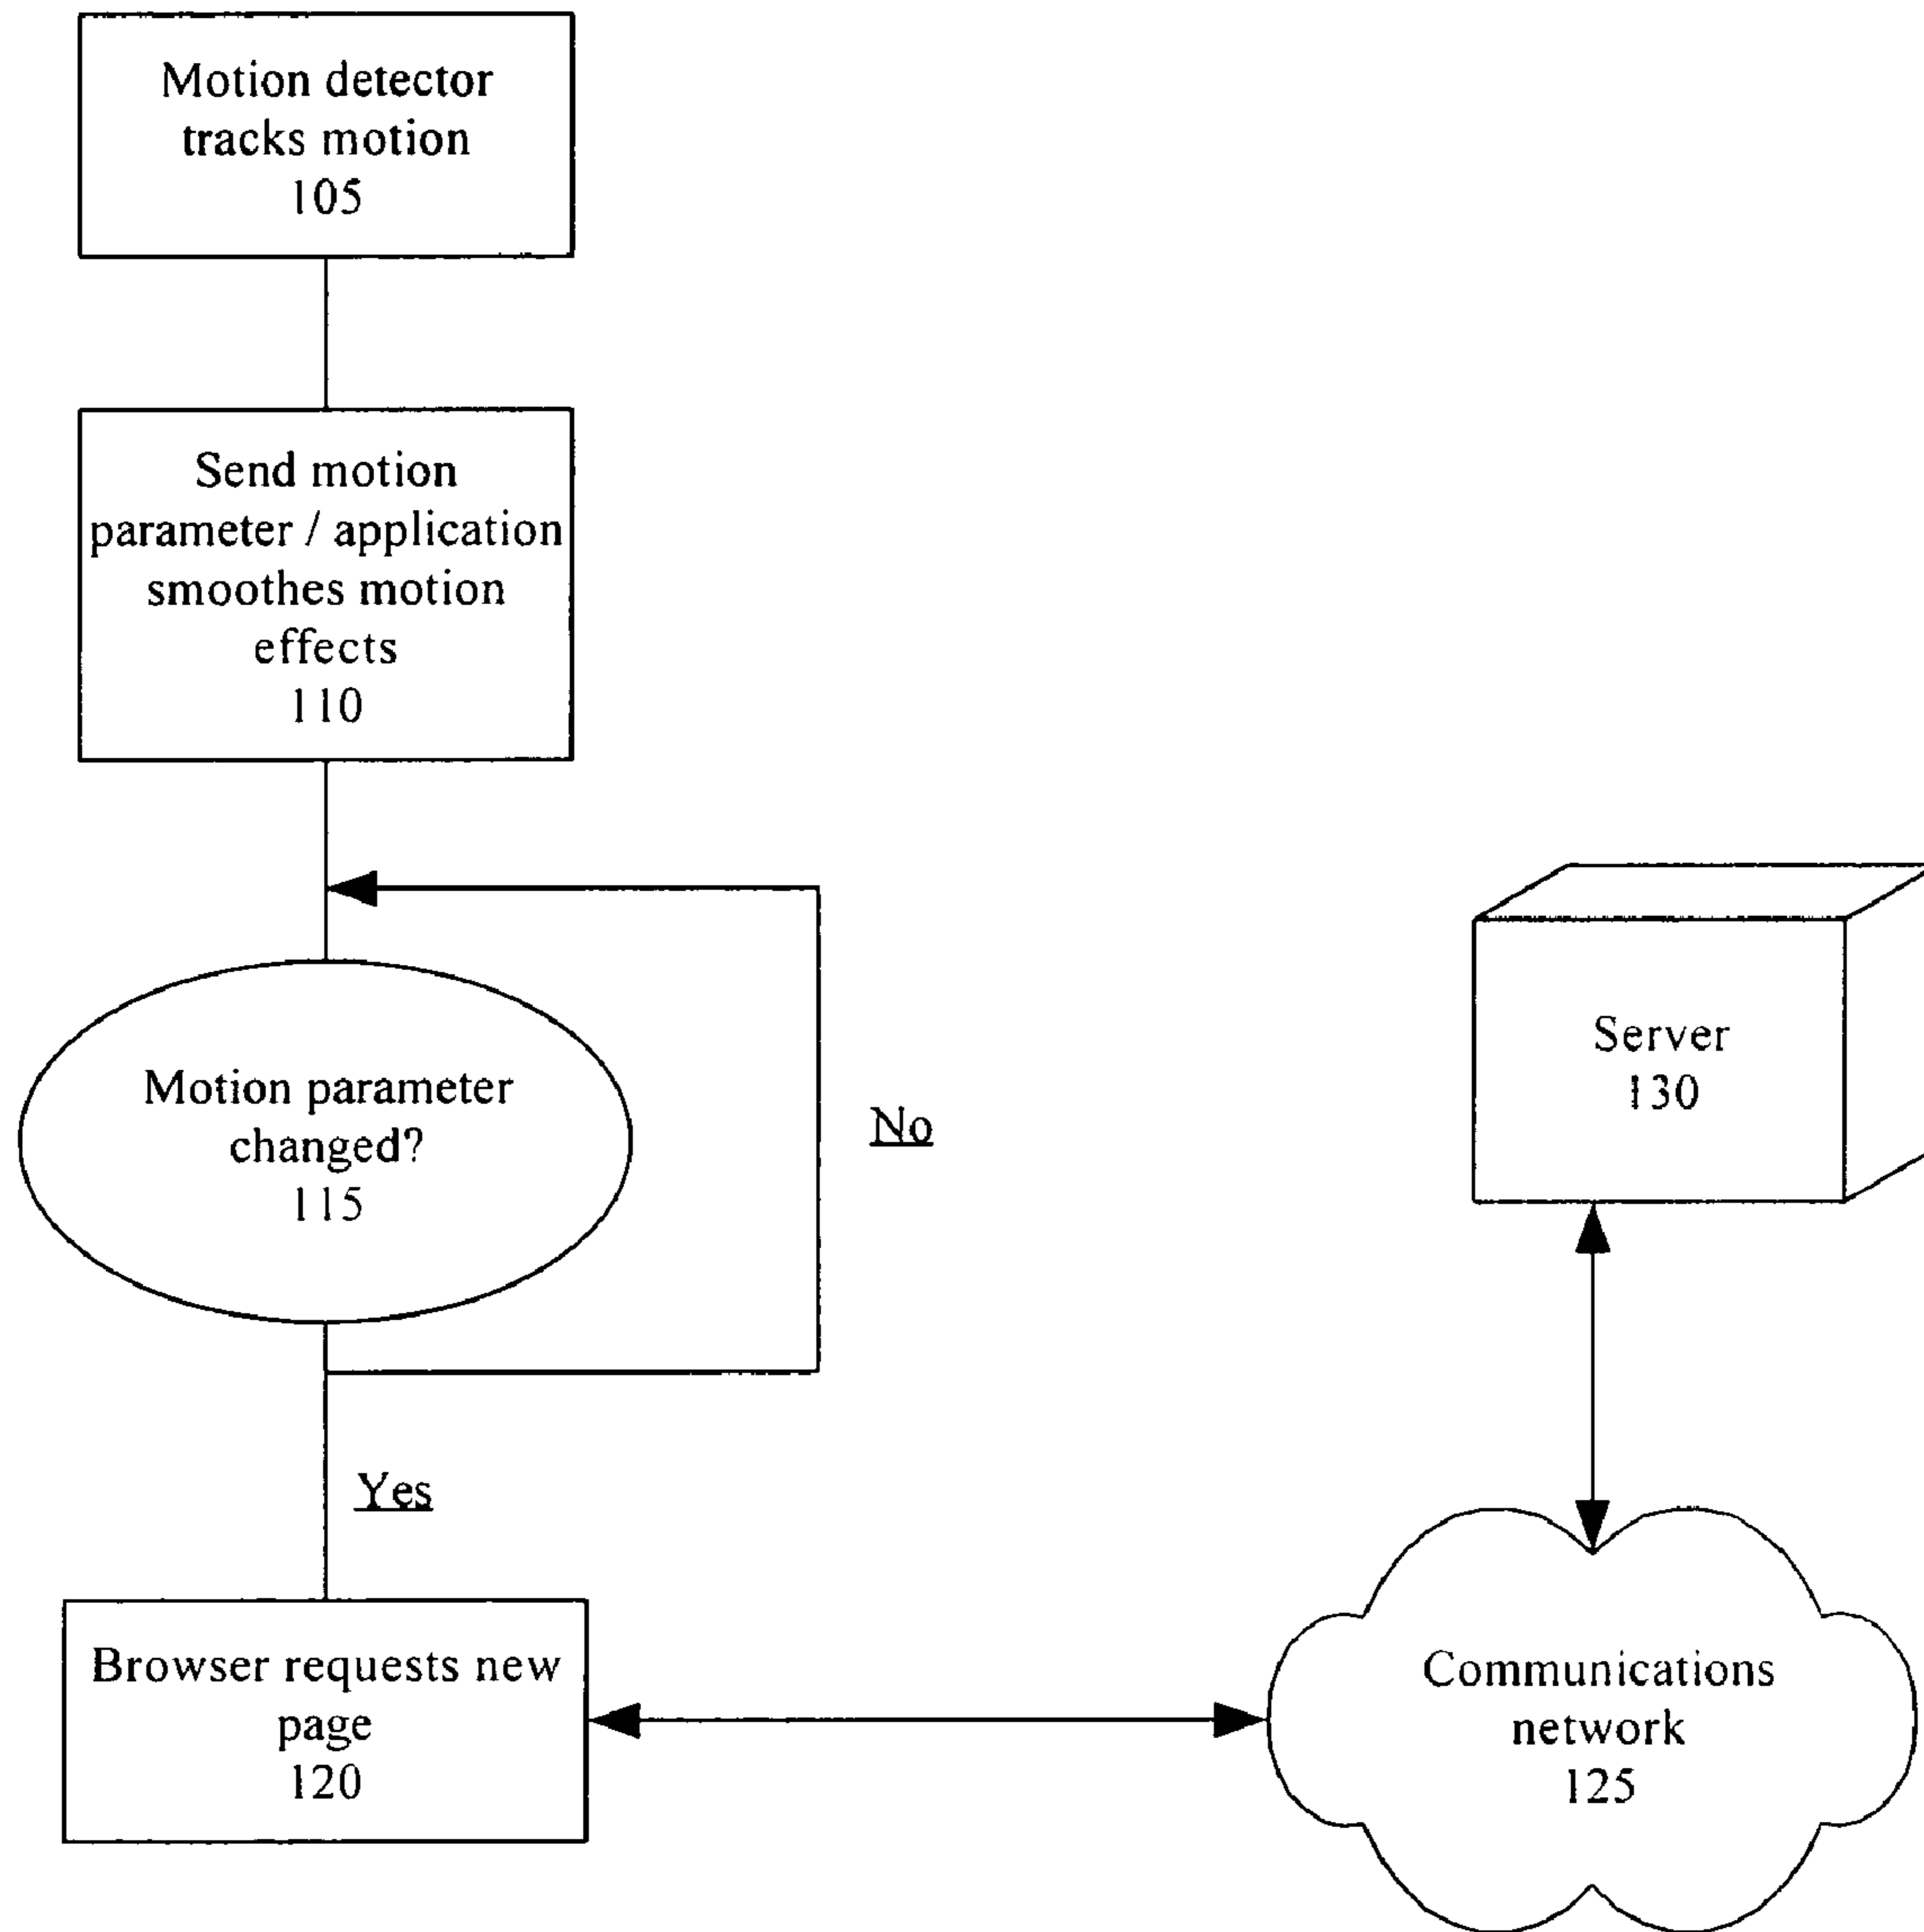 Motion detector
tracks motion
105
Send motion
parameter / application
smoothes motion
effects
110
Motion parameter
changed?
115
No
Yes
Server
130
Browser requests new
page
120
Communications
network
125